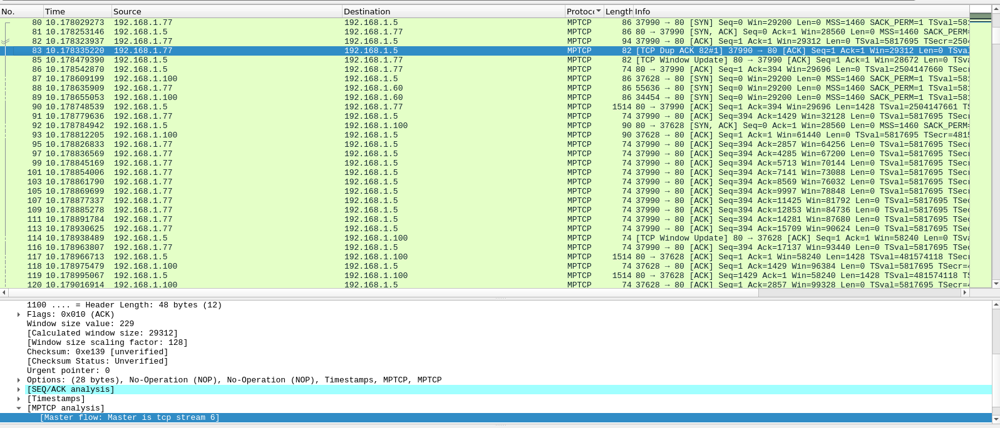 No. Time Source Destination Protoc Length Info
80 10.178029273 192.168.1.77 192.168.1.5 MPTCP 86 37990 → 80 [SYN] Seq=0 Win=29200 Len=0 MSS=1460 SACK_PERM=1 TSval=581
81 10.178253146 192.168.1.5 192.168.1.77 MPTCP 86 80 → 37990 [SYN, ACK] Seq=0 Ack=1 Win=28560 Len=0 MSS=1460 SACK_PERM=
82 10.178323937 192.168.1.77 192.168.1.5 MPTCP 94 37990 → 80 [ACK] Seq=1 Ack=1 Win=29312 Len=0 TSval=5817695 TSecr=2504
83 10.178335220 192.168.1.77 192.168.1.5 MPTCP 82 [TCP Dup ACK 82#1] 37990 → 80 [ACK] Seq=1 Ack=1 Win=29312 Len=0 TSval
85 10.178479390 192.168.1.5 192.168.1.77 MPTCP 82 [TCP Window Update] 80 → 37990 [ACK] Seq=1 Ack=1 Win=28672 Len=0 TSva
86 10.178542870 192.168.1.5 192.168.1.77 MPTCP 74 80 → 37990 [ACK] Seq=1 Ack=394 Win=29696 Len=0 TSval=2504147660 TSecr
87 10.178609199 192.168.1.100 192.168.1.5 MPTCP 86 37628 → 80 [SYN] Seq=0 Win=29200 Len=0 MSS=1460 SACK_PERM=1 TSval=581
88 10.178635909 192.168.1.77 192.168.1.60 MPTCP 86 55636 → 80 [SYN] Seq=0 Win=29200 Len=0 MSS=1460 SACK_PERM=1 TSval=581
89 10.178655053 192.168.1.100 192.168.1.60 MPTCP 86 34454 → 80 [SYN] Seq=0 Win=29200 Len=0 MSS=1460 SACK_PERM=1 TSval=581
90 10.178748539 192.168.1.5 192.168.1.77 MPTCP 1514 80 → 37990 [ACK] Seq=1 Ack=394 Win=29696 Len=1428 TSval=2504147661 TS
91 10.178779636 192.168.1.77 192.168.1.5 MPTCP 74 37990 → 80 [ACK] Seq=394 Ack=1429 Win=32128 Len=0 TSval=5817695 TSecr
92 10.178784942 192.168.1.5 192.168.1.100 MPTCP 90 80 → 37628 [SYN, ACK] Seq=0 Ack=1 Win=28560 Len=0 MSS=1460 SACK_PERM=
93 10.178812205 192.168.1.100 192.168.1.5 MPTCP 90 37628 → 80 [ACK] Seq=1 Ack=1 Win=61440 Len=0 TSval=5817695 TSecr=4815
95 10.178826833 192.168.1.77 192.168.1.5 MPTCP 74 37990 → 80 [ACK] Seq=394 Ack=2857 Win=64256 Len=0 TSval=5817695 TSecr
97 10.178836569 192.168.1.77 192.168.1.5 MPTCP 74 37990 → 80 [ACK] Seq=394 Ack=4285 Win=67200 Len=0 TSval=5817695 TSecr
99 10.178845169 192.168.1.77 192.168.1.5 MPTCP 74 37990 → 80 [ACK] Seq=394 Ack=5713 Win=70144 Len=0 TSval=5817695 TSecr
101 10.178854006 192.168.1.77 192.168.1.5 MPTCP 74 37990 → 80 [ACK] Seq=394 Ack=7141 Win=73088 Len=0 TSval=5817695 TSecr
103 10.178861790 192.168.1.77 192.168.1.5 MPTCP 74 37990 → 80 [ACK] Seq=394 Ack=8569 Win=76032 Len=0 TSval=5817695 TSecr
105 10.178869699 192.168.1.77 192.168.1.5 MPTCP 74 37990 → 80 [ACK] Seq=394 Ack=9997 Win=78848 Len=0 TSval=5817695 TSecr
107 10.178877337 192.168.1.77 192.168.1.5 MPTCP 74 37990 → 80 [ACK] Seq=394 Ack=11425 Win=81792 Len=0 TSval=5817695 TSec
109 10.178885278 192.168.1.77 192.168.1.5 MPTCP 74 37990 → 80 [ACK] Seq=394 Ack=12853 Win=84736 Len=0 TSval=5817695 TSec
111 10.178891784 192.168.1.77 192.168.1.5 MPTCP 74 37990 → 80 [ACK] Seq=394 Ack=14281 Win=87680 Len=0 TSval=5817695 TSec
113 10.178930625 192.168.1.77 192.168.1.5 MPTCP 74 37990 → 80 [ACK] Seq=394 Ack=15709 Win=90624 Len=0 TSval=5817695 TSec
114 10.178938489 192.168.1.5 192.168.1.100 MPTCP 74 [TCP Window Update] 80 → 37628 [ACK] Seq=1 Ack=1 Win=58240 Len=0 TSva
116 10.178963807 192.168.1.77 192.168.1.5 MPTCP 74 37990 → 80 [ACK] Seq=394 Ack=17137 Win=93440 Len=0 TSval=5817695 TSec
117 10.178966713 192.168.1.5 192.168.1.100 MPTCP 1514 80 → 37628 [ACK] Seq=1 Ack=1 Win=58240 Len=1428 TSval=481574118 TSec
118 10.178975479 192.168.1.100 192.168.1.5 MPTCP 74 37628 → 80 [ACK] Seq=1 Ack=1429 Win=96384 Len=0 TSval=5817695 TSecr=4
119 10.178995067 192.168.1.5 192.168.1.100 MPTCP 1514 80 → 37628 [ACK] Seq=1429 Ack=1 Win=58240 Len=1428 TSval=481574118 TS
120 10.179016914 192.168.1.100 192.168.1.5 MPTCP 74 37628 → 80 [ACK] Seq=1 Ack=2857 Win=99328 Len=0 TSval=5817695 TSecr=4
1100 .... = Header Length: 48 bytes (12)
Flags: 0x010 (ACK)
Window size value: 229
[Calculated window size: 29312]
[Window size scaling factor: 128]
Checksum: 0xe139 [unverified]
[Checksum Status: Unverified]
Urgent pointer: 0
Options: (28 bytes), No-Operation (NOP), No-Operation (NOP), Timestamps, MPTCP, MPTCP
[SEQ/ACK analysis]
[Timestamps]
[MPTCP analysis]
[Master flow: Master is tcp stream 6]